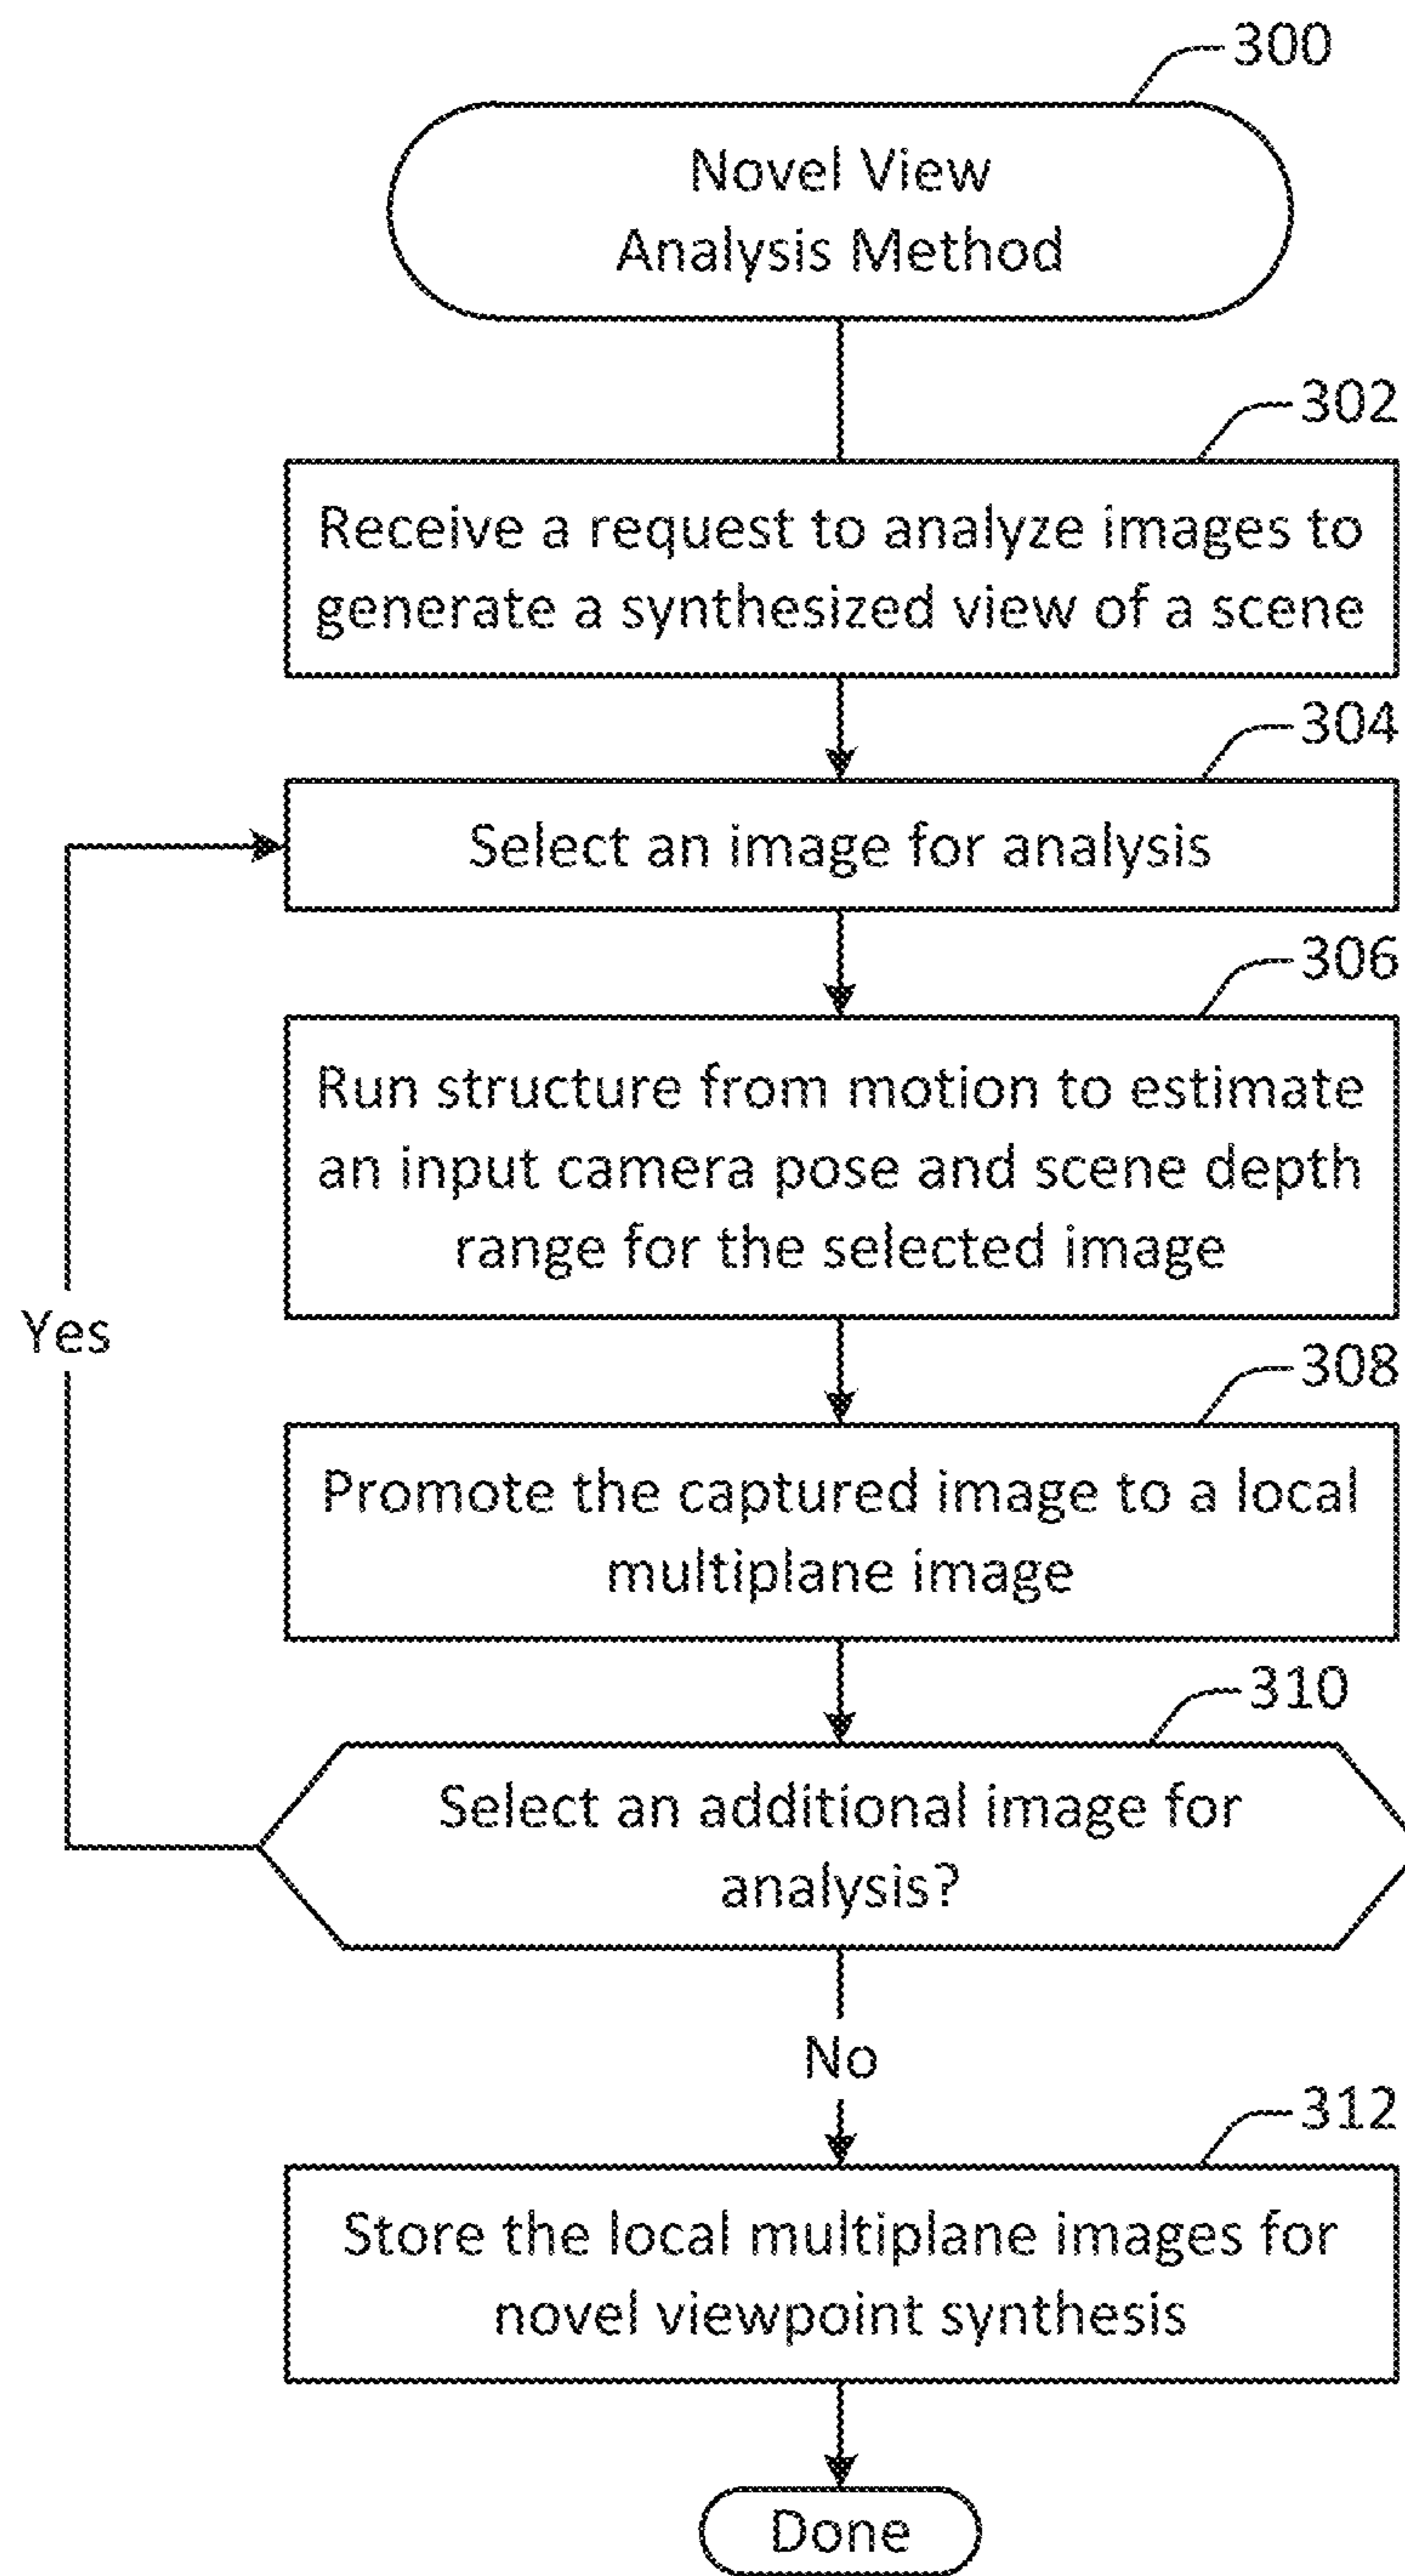 300
Novel View
Analysis Method
302
Receive a request to analyze images to
generate a synthesized view of a scene
304
Select an image for analysis
306
Run structure from motion to estimate
an input camera pose and scene depth
range for the selected image
Yes
308
Promote the captured image to a local
multiplane image
310
Select an additional image for
analysis?
No
312
Store the local multiplane images for
novel viewpoint synthesis
Done